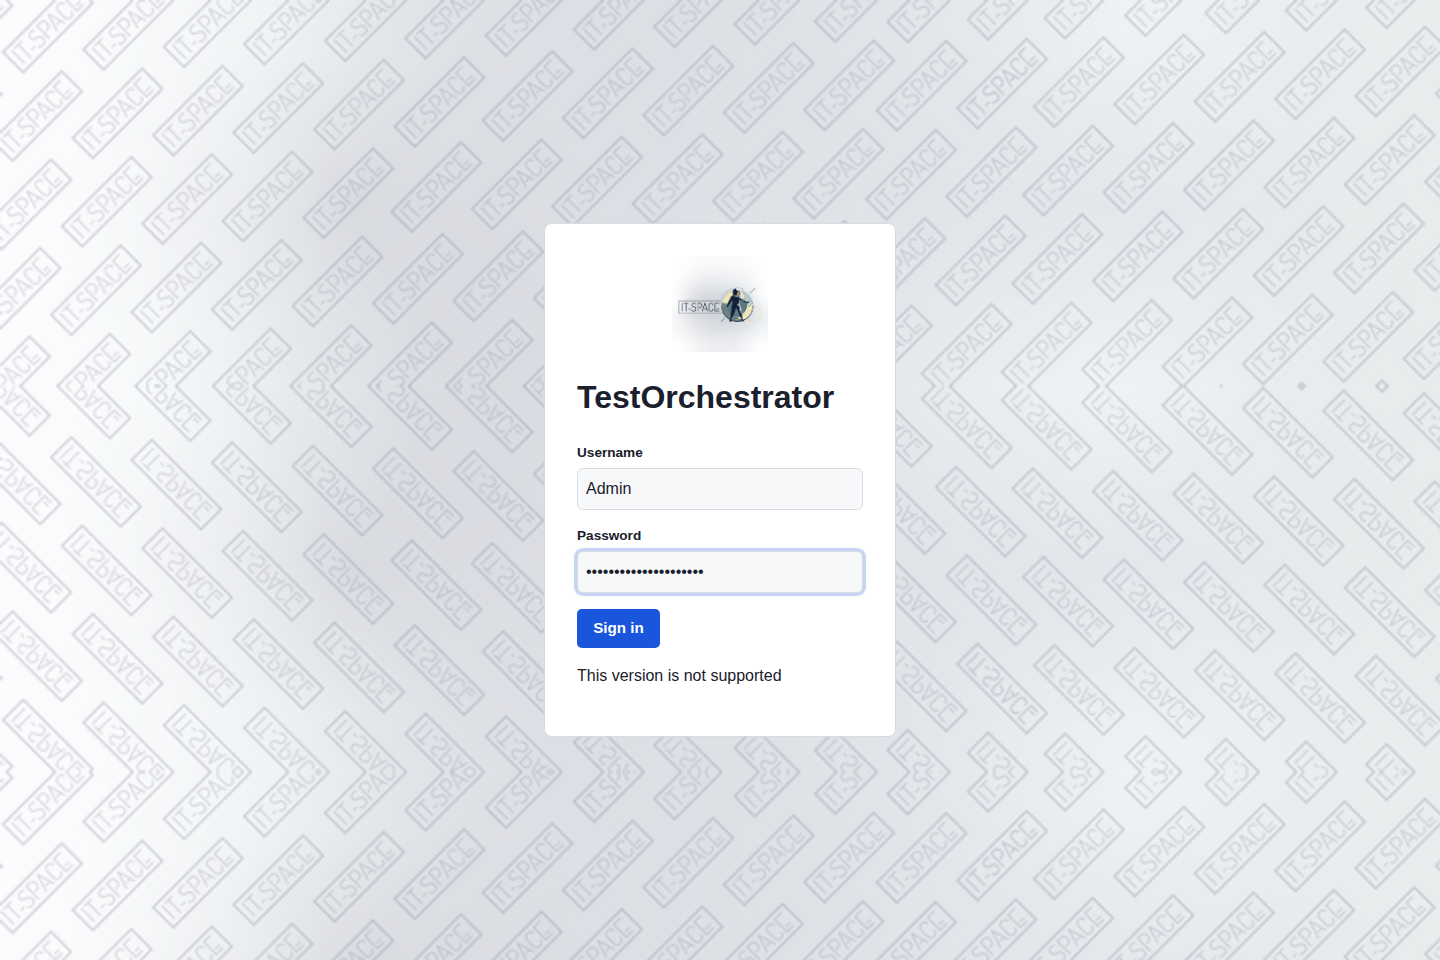 IT-SPACE
TestOrchestrator
Username
Admin
Password
•••••••••••••••••••••
Sign in
This version is not supported